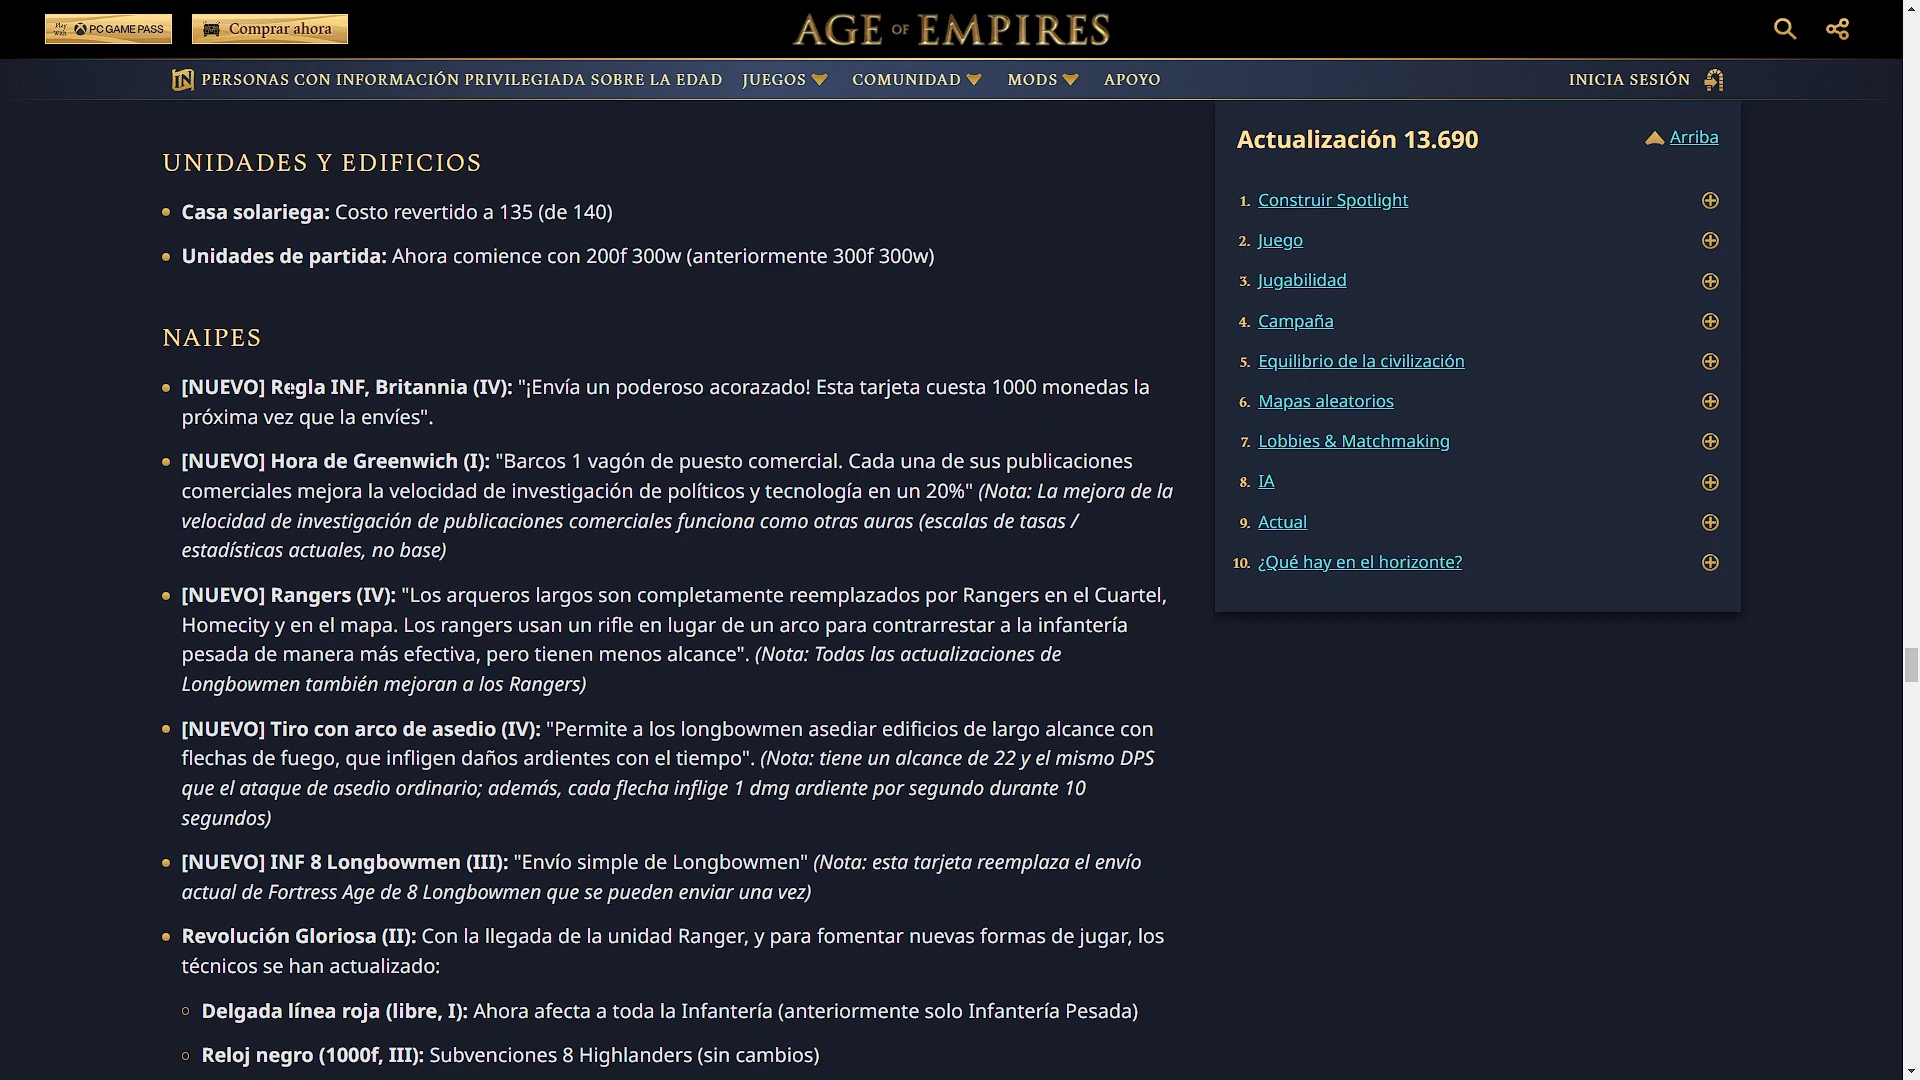 Play With PC GAME PASS
Comprar ahora
AGE OF EMPIRES
PERSONAS CON INFORMACIÓN PRIVILEGIADA SOBRE LA EDAD JUEGOS COMUNIDAD MODS APOYO INICIA SESIÓN
UNIDADES Y EDIFICIOS
Casa solariega: Costo revertido a 135 (de 140)
Unidades de partida: Ahora comience con 200f 300w (anteriormente 300f 300w)
NAIPES
[NUEVO] Regla INF, Britannia (IV): "¡Envía un poderoso acorazado! Esta tarjeta cuesta 1000 monedas la
próxima vez que la envíes".
[NUEVO] Hora de Greenwich (I): "Barcos 1 vagón de puesto comercial. Cada una de sus publicaciones
comerciales mejora la velocidad de investigación de políticos y tecnología en un 20%" (Nota: La mejora de la
velocidad de investigación de publicaciones comerciales funciona como otras auras (escalas de tasas /
estadísticas actuales, no base)
[NUEVO] Rangers (IV): "Los arqueros largos son completamente reemplazados por Rangers en el Cuartel,
Homecity y en el mapa. Los rangers usan un rifle en lugar de un arco para contrarrestar a la infantería
pesada de manera más efectiva, pero tienen menos alcance". (Nota: Todas las actualizaciones de
Longbowmen también mejoran a los Rangers)
[NUEVO] Tiro con arco de asedio (IV): "Permite a los longbowmen asediar edificios de largo alcance con
flechas de fuego, que infligen daños ardientes con el tiempo". (Nota: tiene un alcance de 22 y el mismo DPS
que el ataque de asedio ordinario; además, cada flecha inflige 1 dmg ardiente por segundo durante 10
segundos)
[NUEVO] INF 8 Longbowmen (III): "Envío simple de Longbowmen" (Nota: esta tarjeta reemplaza el envío
actual de Fortress Age de 8 Longbowmen que se pueden enviar una vez)
Revolución Gloriosa (II): Con la llegada de la unidad Ranger, y para fomentar nuevas formas de jugar, los
técnicos se han actualizado:
Delgada línea roja (libre, I): Ahora afecta a toda la Infantería (anteriormente solo Infantería Pesada)
Reloj negro (1000f, III): Subvenciones 8 Highlanders (sin cambios)
Actualización 13.690
Arriba
1. Construir Spotlight
2. Juego
3. Jugabilidad
4. Campaña
5. Equilibrio de la civilización
6. Mapas aleatorios
7. Lobbies & Matchmaking
8. IA
9. Actual
10. ¿Qué hay en el horizonte?